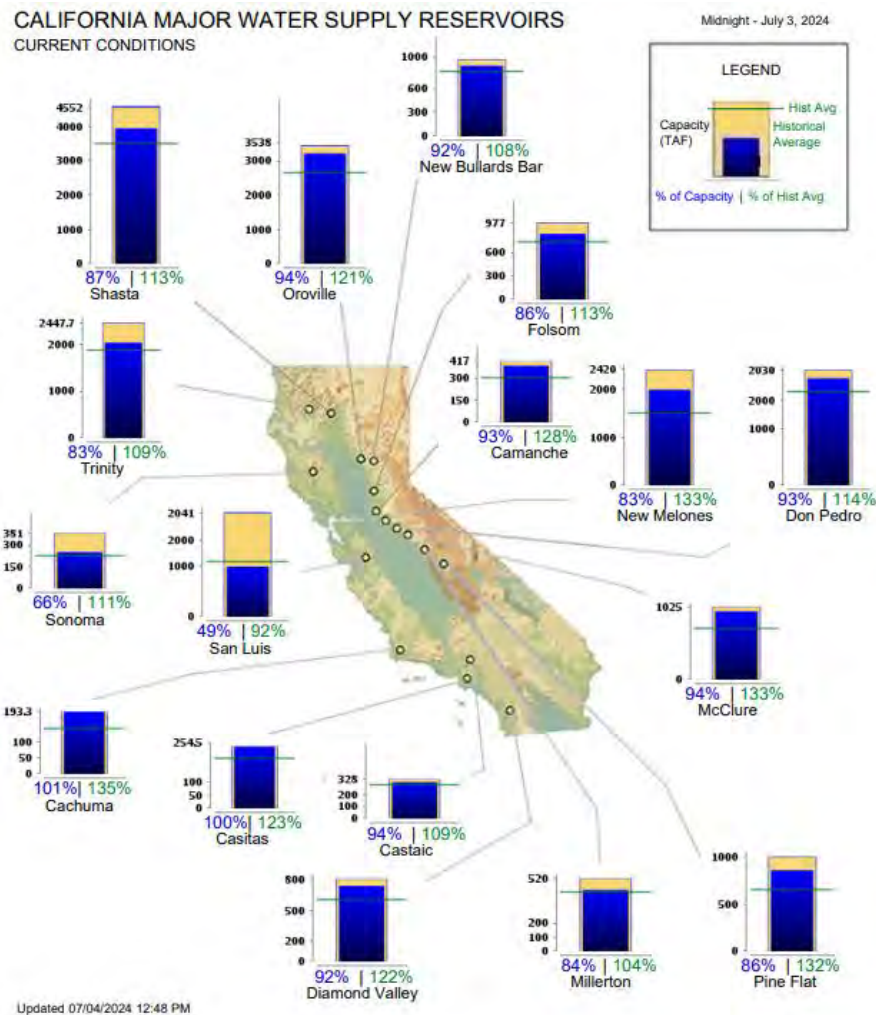 CALIFORNIA MAJOR WATER SUPPLY RESERVOIRS
CURRENT CONDITIONS
Midnight - July 3, 2024
LEGEND
Hist Avg
Capacity
(TAF)
Historical
Average
% of Capacity | % of Hist Avg
1000
600
300
0
92% | 108%
New Bullards Bar
4552
4000
3000
2000
1000
0
87% | 113%
Shasta
3538
3000
2000
1000
0
94% | 121%
Oroville
977
600
300
0
86% | 113%
Folsom
2447.7
2000
1000
0
83% | 109%
Trinity
417
300
150
0
93% | 128%
Camanche
2420
2000
1000
0
83% | 133%
New Melones
2030
2000
1000
0
93% | 114%
Don Pedro
351
300
150
0
66% | 111%
Sonoma
2041
2000
1000
0
49% | 92%
San Luis
1025
0
94% | 133%
McClure
193.3
100
50
0
101% | 135%
Cachuma
254.5
100
50
0
100% | 123%
Casitas
325
200
100
0
94% | 109%
Castaic
800
500
200
0
92% | 122%
Diamond Valley
520
200
100
0
84% | 104%
Millerton
1000
500
0
86% | 132%
Pine Flat
Updated 07/04/2024 12:48 PM